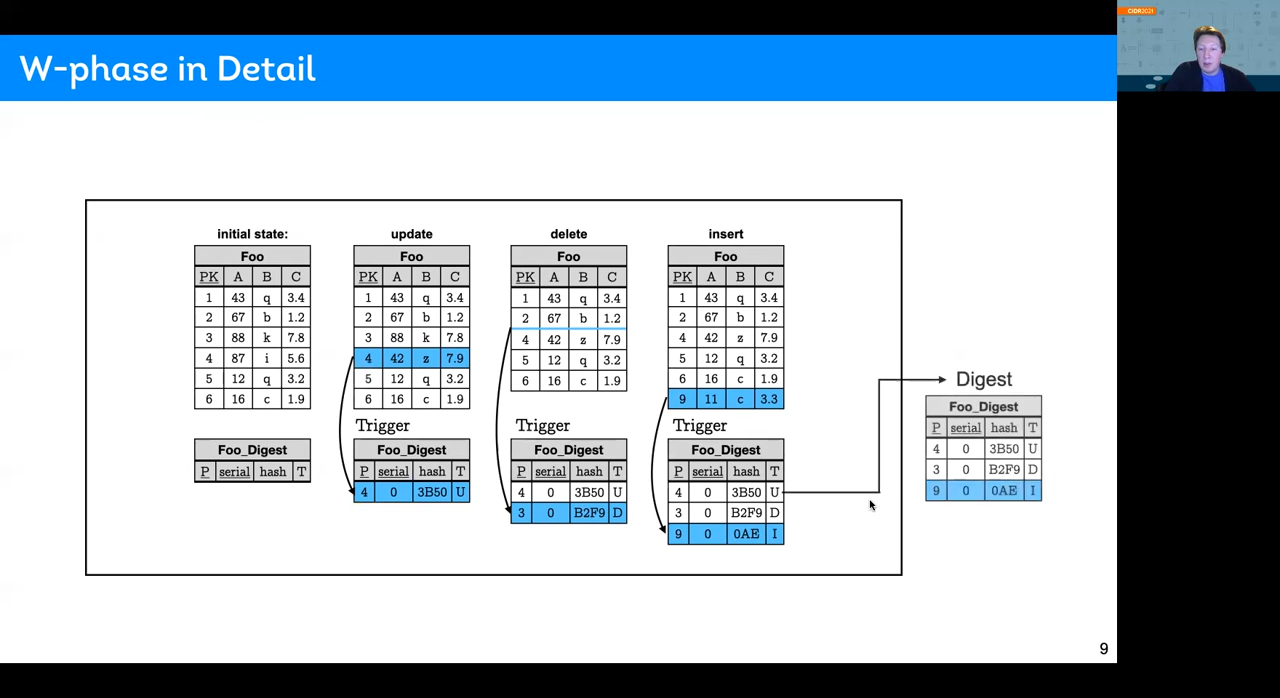 CIDR2021
W-phase in Detail
initial state:
Foo
PK A B C
1 43 q 3.4
2 67 b 1.2
3 88 k 7.8
4 87 i 5.6
5 12 q 3.2
6 16 c 1.9
Foo_Digest
P serial hash T
update
Foo
PK A B C
1 43 q 3.4
2 67 b 1.2
3 88 k 7.8
4 42 z 7.9
5 12 q 3.2
6 16 c 1.9
Trigger
Foo_Digest
P serial hash T
4 0 3B50 U
delete
Foo
PK A B C
1 43 q 3.4
2 67 b 1.2
4 42 z 7.9
5 12 q 3.2
6 16 c 1.9
Trigger
Foo_Digest
P serial hash T
4 0 3B50 U
3 0 B2F9 D
insert
Foo
PK A B C
1 43 q 3.4
2 67 b 1.2
4 42 z 7.9
5 12 q 3.2
6 16 c 1.9
9 11 c 3.3
Trigger
Foo_Digest
P serial hash T
4 0 3B50 U
3 0 B2F9 D
9 0 0AE I
Digest
Foo_Digest
P serial hash T
4 0 3B50 U
3 0 B2F9 D
9 0 0AE I
9